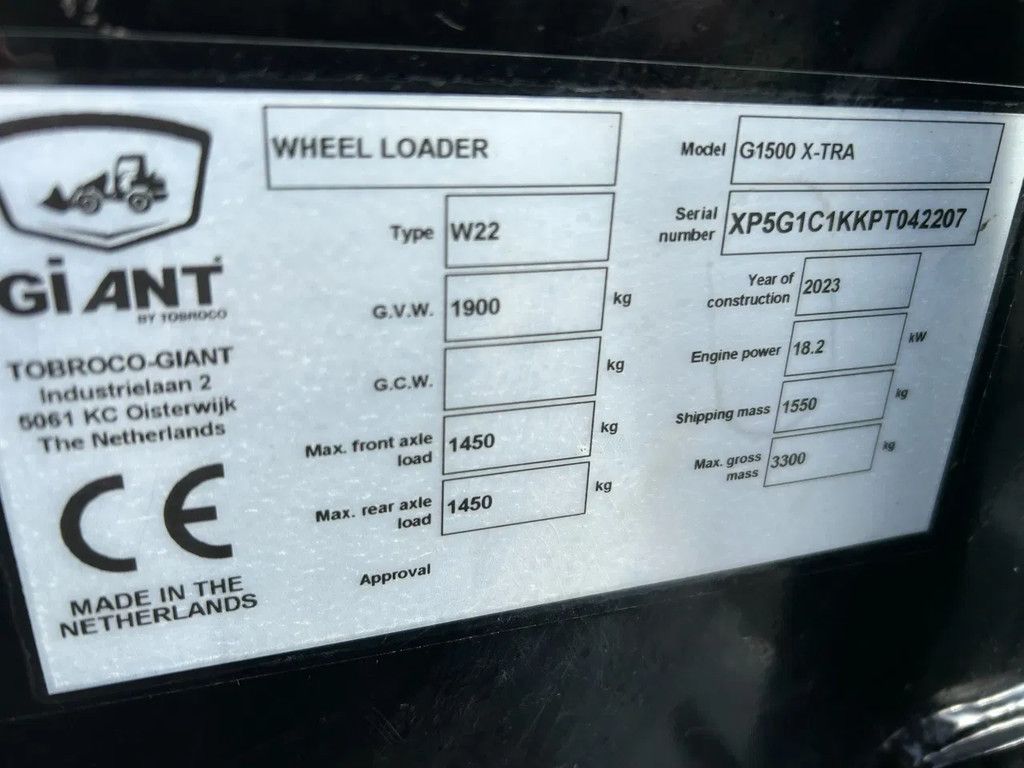 WHEEL LOADER
Model G1500 X-TRA
GiANT
BY TOBROCO
Type W22
Serial number XP5G1C1KKPT042207
G.V.W. 1900 kg
Year of construction 2023
TOBROCO-GIANT
Industrielaan 2
5061 KC Oisterwijk
The Netherlands
G.C.W. kg
Engine power 18.2 kW
Max. front axle load 1450 kg
Shipping mass 1550 kg
Max. rear axle load 1450 kg
Max. gross mass 3300 kg
CE
Approval
MADE IN THE
NETHERLANDS